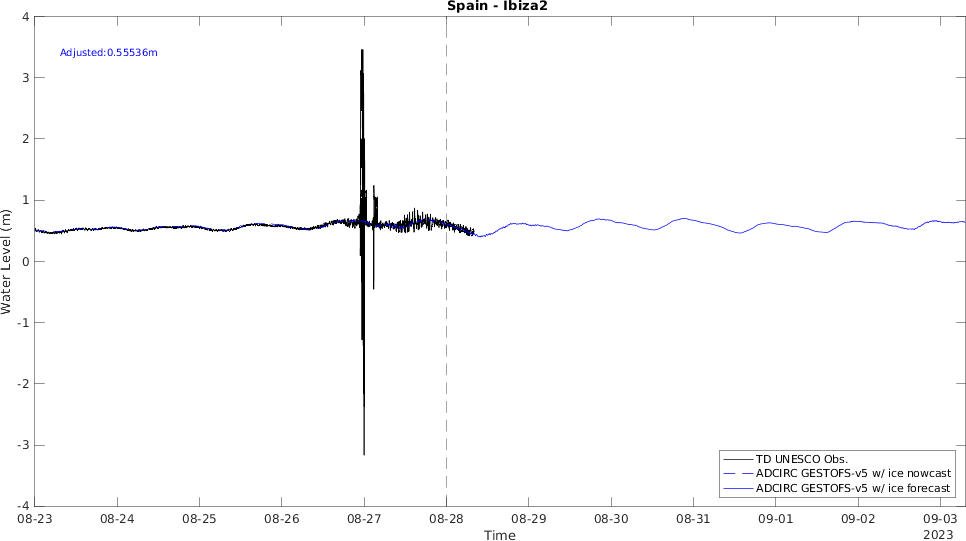 Spain - Ibiza2
Adjusted:0.55536m
4
3
2
1
0
-1
-2
-3
-4
Water Level (m)
TD UNESCO Obs.
ADCIRC GESTOFS-v5 w/ ice nowcast
ADCIRC GESTOFS-v5 w/ ice forecast
08-23 08-24 08-25 08-26 08-27 08-28 08-29 08-30 08-31 09-01 09-02 09-03
Time 2023